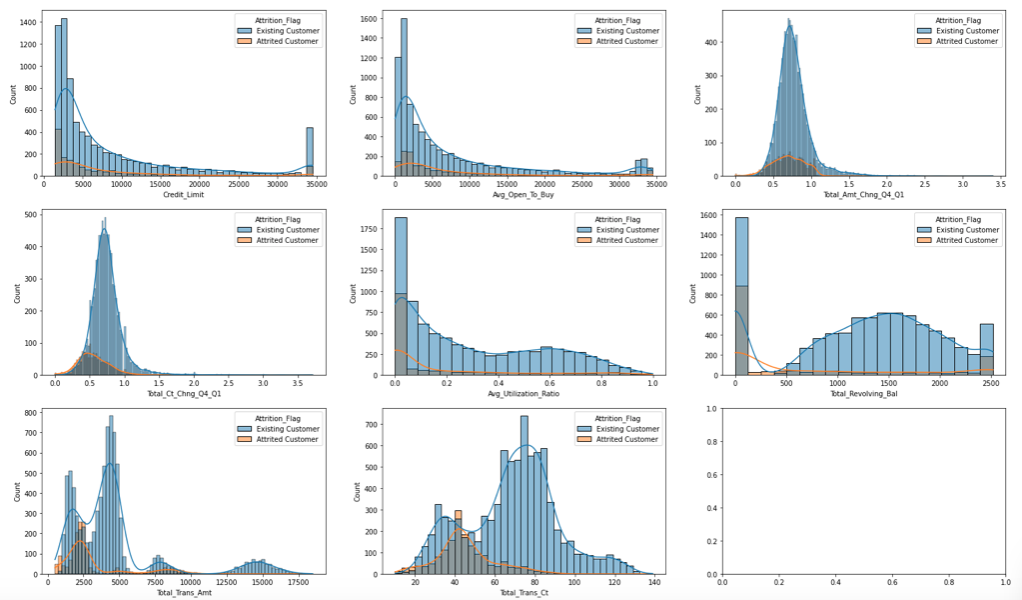 Attrition_Flag
Existing Customer
Attrited Customer
Count
1400
1200
1000
800
600
400
200
0
0 5000 10000 15000 20000 25000 30000 35000
Credit_Limit
Attrition_Flag
Existing Customer
Attrited Customer
Count
1600
1400
1200
1000
800
600
400
200
0
0 5000 10000 15000 20000 25000 30000 35000
Avg_Open_To_Buy
Attrition_Flag
Existing Customer
Attrited Customer
Count
400
300
200
100
0
0.0 0.5 1.0 1.5 2.0 2.5 3.0 3.5
Total_Amt_Chng_Q4_Q1
Attrition_Flag
Existing Customer
Attrited Customer
Count
500
400
300
200
100
0
0.0 0.5 1.0 1.5 2.0 2.5 3.0 3.5
Total_Ct_Chng_Q4_Q1
Attrition_Flag
Existing Customer
Attrited Customer
Count
1750
1500
1250
1000
750
500
250
0
0.0 0.2 0.4 0.6 0.8 1.0
Avg_Utilization_Ratio
Attrition_Flag
Existing Customer
Attrited Customer
Count
1600
1400
1200
1000
800
600
400
200
0
0 500 1000 1500 2000 2500
Total_Revolving_Bal
Attrition_Flag
Existing Customer
Attrited Customer
Count
800
700
600
500
400
300
200
100
0
0 2500 5000 7500 10000 12500 15000 17500
Total_Trans_Amt
Attrition_Flag
Existing Customer
Attrited Customer
Count
700
600
500
400
300
200
100
0
20 40 60 80 100 120 140
Total_Trans_Ct
1.0
0.8
0.6
0.4
0.2
0.0
0.0 0.2 0.4 0.6 0.8 1.0